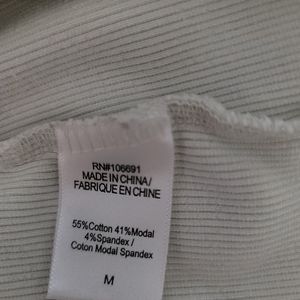 RN#106691
MADE IN CHINA/
FABRIQUE EN CHINE
55%Cotton 41%Modal
4%Spandex /
Coton Modal Spandex
M